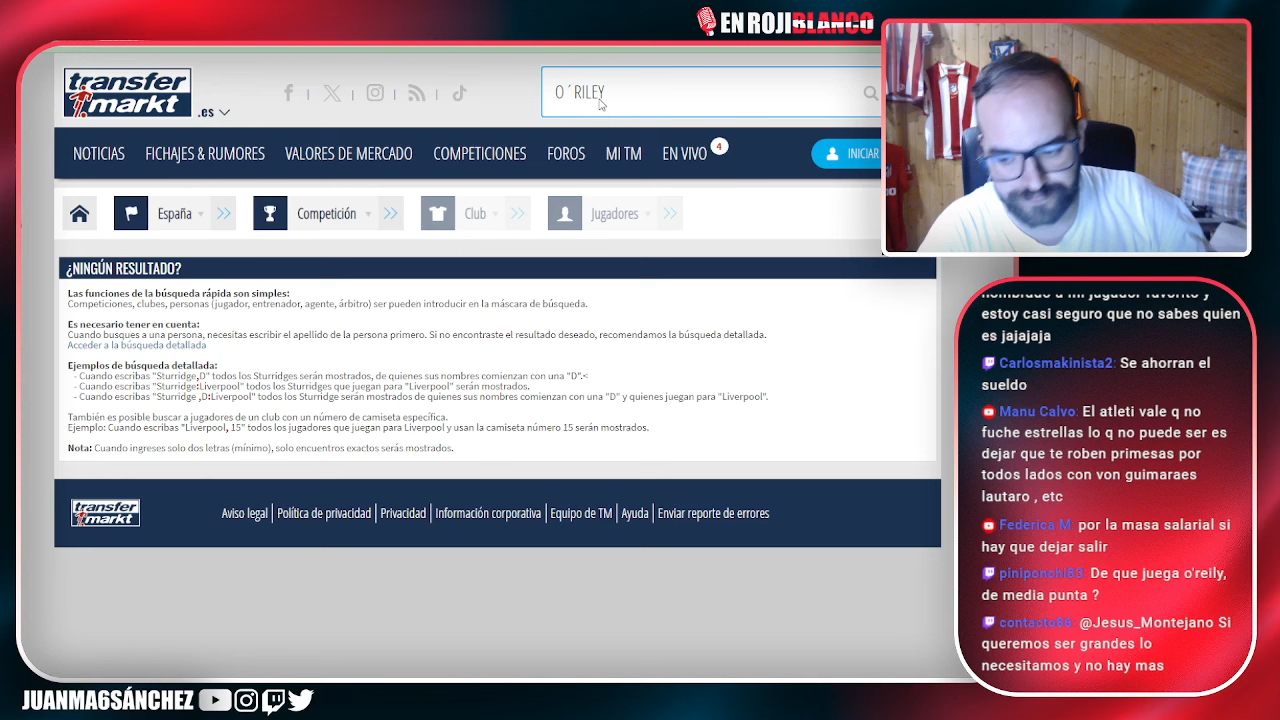 EN ROJIBLANCO
transfer
markt
.es
O´RILEY
NOTICIAS
FICHAJES & RUMORES
VALORES DE MERCADO
COMPETICIONES
FOROS
MI TM
EN VIVO
4
INICIAR
España
Competición
Club
Jugadores
¿NINGÚN RESULTADO?
Las funciones de la búsqueda rápida son simples:
Competiciones, clubes, personas (jugador, entrenador, agente, árbitro) ser pueden introducir en la máscara de búsqueda.
Es necesario tener en cuenta:
Cuando busques a una persona, necesitas escribir el apellido de la persona primero. Si no encontraste el resultado deseado, recomendamos la búsqueda detallada.
Acceder a la búsqueda detallada
Ejemplos de búsqueda detallada:
- Cuando escribas "Sturridge,D" todos los Sturridges serán mostrados, de quienes sus nombres comienzan con una "D".<
- Cuando escribas "Sturridge:Liverpool" todos los Sturridges que juegan para "Liverpool" serán mostrados.
- Cuando escribas "Sturridge ,D:Liverpool" todos los Sturridge serán mostrados de quienes sus nombres comienzan con una "D" y quienes juegan para "Liverpool".
También es posible buscar a jugadores de un club con un número de camiseta específica.
Ejemplo: Cuando escribas "Liverpool, 15" todos los jugadores que juegan para Liverpool y usan la camiseta número 15 serán mostrados.
Nota: Cuando ingreses solo dos letras (mínimo), solo encuentros exactos serás mostrados.
transfer
markt
Aviso legal | Política de privacidad | Privacidad | Información corporativa | Equipo de TM | Ayuda | Enviar reporte de errores
nombrado a mi jugador favorito y
estoy casi seguro que no sabes quien
es jajajaja
Carlosmakinista2: Se ahorran el
sueldo
Manu Calvo: El atleti vale q no
fuche estrellas lo q no puede ser es
dejar que te roben primesas por
todos lados con von guimaraes
lautaro , etc
Federica M: por la masa salarial si
hay que dejar salir
piniponchi83: De que juega o'reily,
de media punta ?
contacto86: @Jesus_Montejano Si
queremos ser grandes lo
necesitamos y no hay mas
JUANMA6SÁNCHEZ